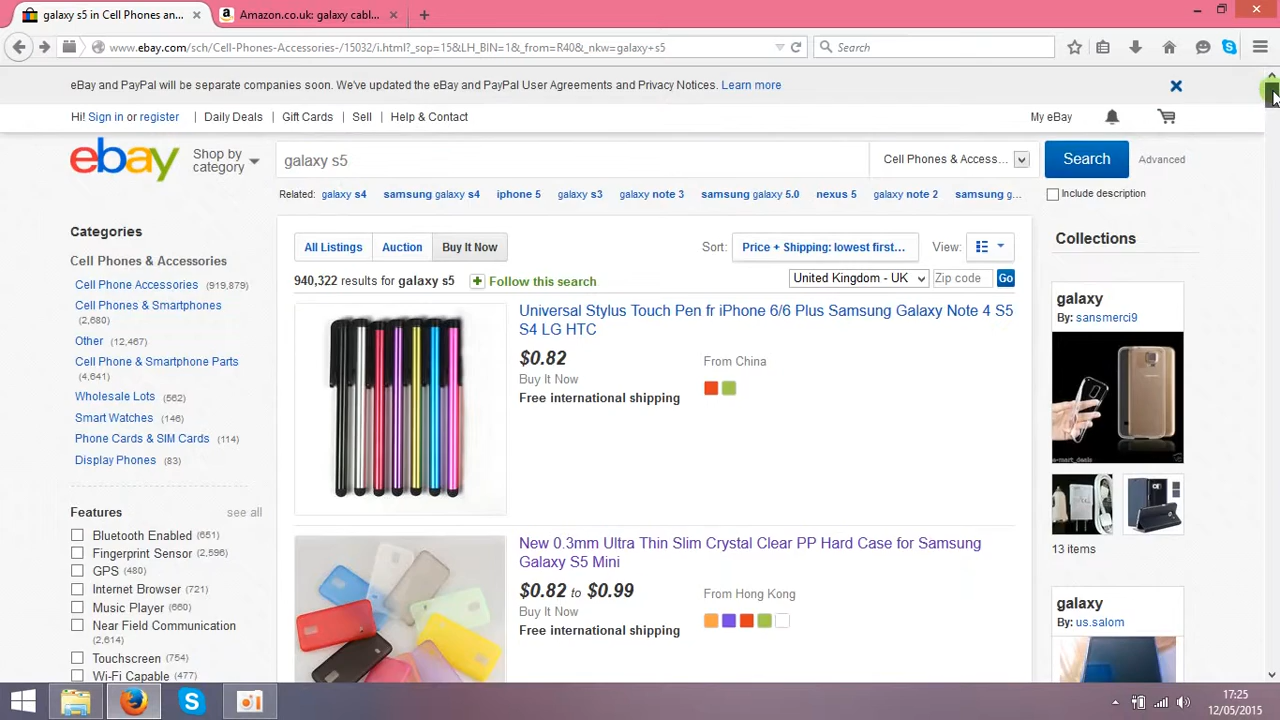 galaxy s5 in Cell Phones an...
Amazon.co.uk: galaxy cabl...
www.ebay.com/sch/Cell-Phones-Accessories-/15032/i.html?_sop=15&LH_BIN=1&_from=R40&_nkw=galaxy+s5
Search
eBay and PayPal will be separate companies soon. We've updated the eBay and PayPal User Agreements and Privacy Notices. Learn more
Hi! Sign in or register
Daily Deals
Gift Cards
Sell
Help & Contact
My eBay
ebay
Shop by category
galaxy s5
Cell Phones & Access...
Search
Advanced
Related: galaxy s4 samsung galaxy s4 iphone 5 galaxy s3 galaxy note 3 samsung galaxy 5.0 nexus 5 galaxy note 2 samsung g...
Include description
Categories
Cell Phones & Accessories
Cell Phone Accessories (919,879)
Cell Phones & Smartphones
(2,680)
Other (12,467)
Cell Phone & Smartphone Parts
(4,641)
Wholesale Lots (562)
Smart Watches (146)
Phone Cards & SIM Cards (114)
Display Phones (83)
Features see all
Bluetooth Enabled (651)
Fingerprint Sensor (2,596)
GPS (480)
Internet Browser (721)
Music Player (660)
Near Field Communication
(2,614)
Touchscreen (754)
Wi-Fi Capable (477)
All Listings
Auction
Buy It Now
Sort: Price + Shipping: lowest first...
View:
940,322 results for galaxy s5
Follow this search
United Kingdom - UK
Zip code
Go
Universal Stylus Touch Pen fr iPhone 6/6 Plus Samsung Galaxy Note 4 S5
S4 LG HTC
$0.82
From China
Buy It Now
Free international shipping
New 0.3mm Ultra Thin Slim Crystal Clear PP Hard Case for Samsung
Galaxy S5 Mini
$0.82 to $0.99
From Hong Kong
Buy It Now
Free international shipping
Collections
galaxy
By: sansmerci9
13 items
galaxy
By: us.salom
17:25
12/05/2015